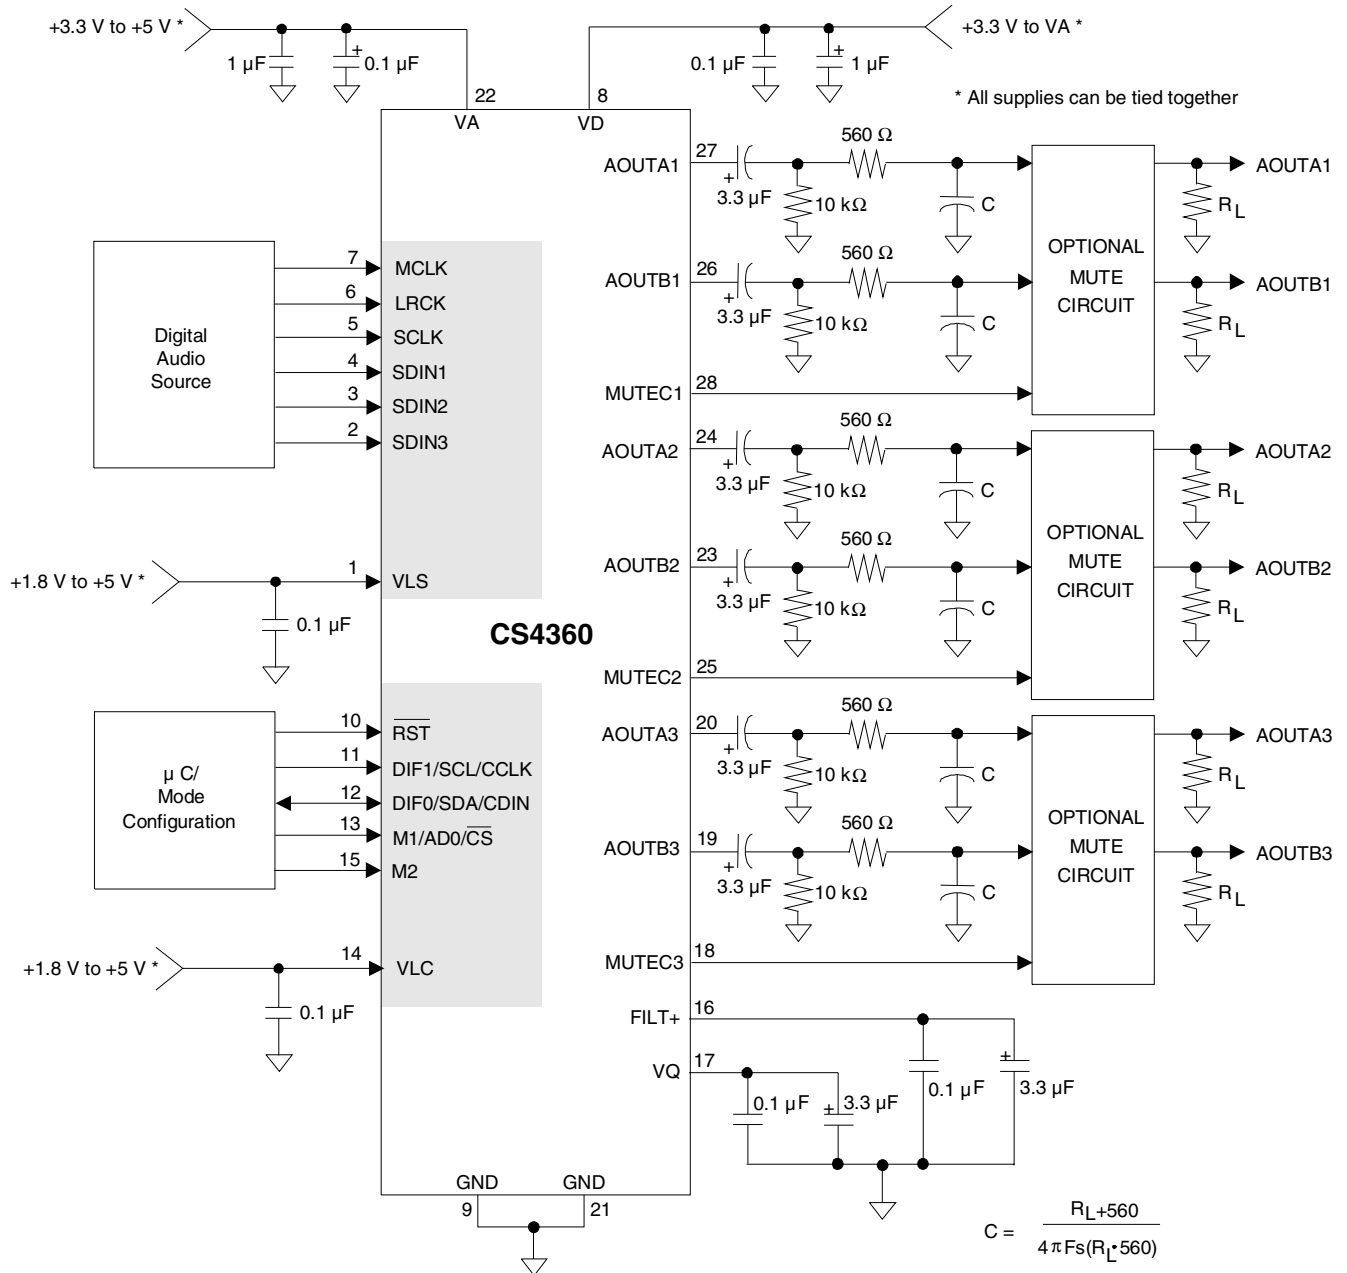 +3.3 V to +5 V *
+3.3 V to VA *
1 µF
+
0.1 µF
0.1 µF
+
1 µF
* All supplies can be tied together
22
8
VA
VD
Digital
Audio
Source
7
MCLK
6
LRCK
5
SCLK
4
SDIN1
3
SDIN2
2
SDIN3
+1.8 V to +5 V *
1
VLS
0.1 µF
CS4360
µ C/
Mode
Configuration
10
RST
11
DIF1/SCL/CCLK
12
DIF0/SDA/CDIN
13
M1/AD0/CS
15
M2
+1.8 V to +5 V *
14
VLC
0.1 µF
AOUTA1
27
+
3.3 µF
10 kΩ
560 Ω
C
AOUTA1
RL
AOUTB1
26
+
3.3 µF
10 kΩ
560 Ω
C
AOUTB1
RL
OPTIONAL
MUTE
CIRCUIT
MUTEC1
28
AOUTA2
24
+
3.3 µF
10 kΩ
560 Ω
C
AOUTA2
RL
AOUTB2
23
+
3.3 µF
10 kΩ
560 Ω
C
AOUTB2
RL
OPTIONAL
MUTE
CIRCUIT
MUTEC2
25
AOUTA3
20
+
3.3 µF
10 kΩ
560 Ω
C
AOUTA3
RL
AOUTB3
19
+
3.3 µF
10 kΩ
560 Ω
C
AOUTB3
RL
OPTIONAL
MUTE
CIRCUIT
MUTEC3
18
FILT+
16
0.1 µF
+
3.3 µF
VQ
17
0.1 µF
+
3.3 µF
GND
GND
9
21
C =
RL+560
4πFs(RL•560)